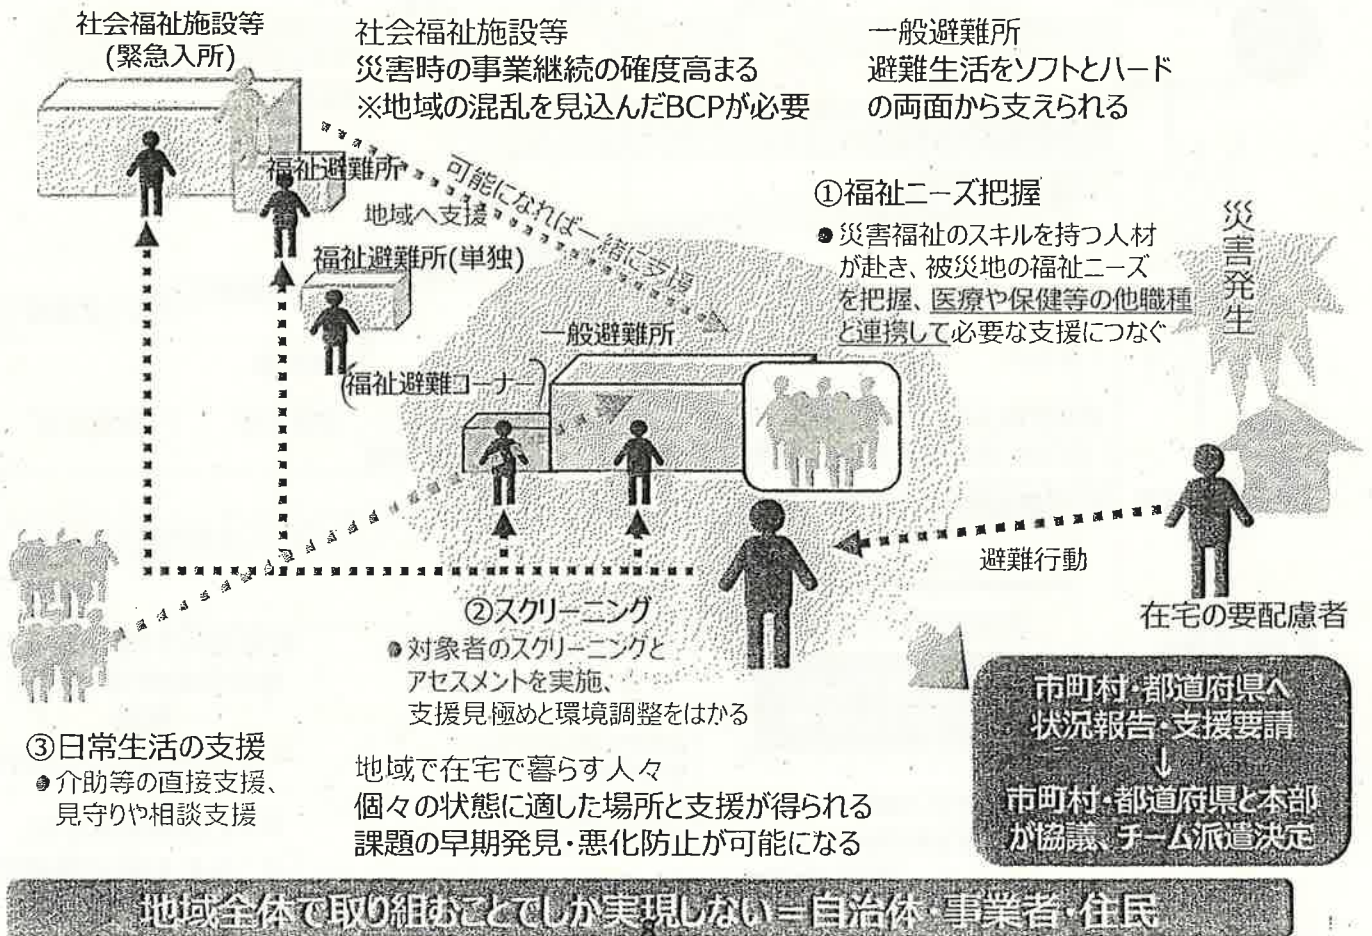 社会福祉施設等
(緊急入所)
社会福祉施設等
災害時の事業継続の確度高まる
※地域の混乱を見込んだBCPが必要
一般避難所
避難生活をソフトとハード
の両面から支えられる
福祉避難所
地域へ支援
可能になれば一緒に支援
福祉避難所(単独)
①福祉ニーズ把握
●災害福祉のスキルを持つ人材
が赴き、被災地の福祉ニーズ
を把握、医療や保健等の他職種
と連携して必要な支援につなぐ
災害発生
一般避難所
(福祉避難コーナー)
避難行動
在宅の要配慮者
②スクリーニング
●対象者のスクリーニングと
アセスメントを実施、
支援見極めと環境調整をはかる
市町村・都道府県へ
状況報告・支援要請
↓
市町村・都道府県と本部
が協議、チーム派遣決定
③日常生活の支援
●介助等の直接支援、
見守りや相談支援
地域で在宅で暮らす人々
個々の状態に適した場所と支援が得られる
課題の早期発見・悪化防止が可能になる
地域全体で取り組むことでしか実現しない=自治体・事業者・住民